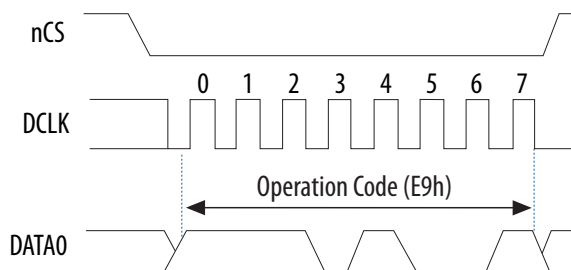 nCS
0 1 2 3 4 5 6 7
DCLK
Operation Code (E9h)
DATA0